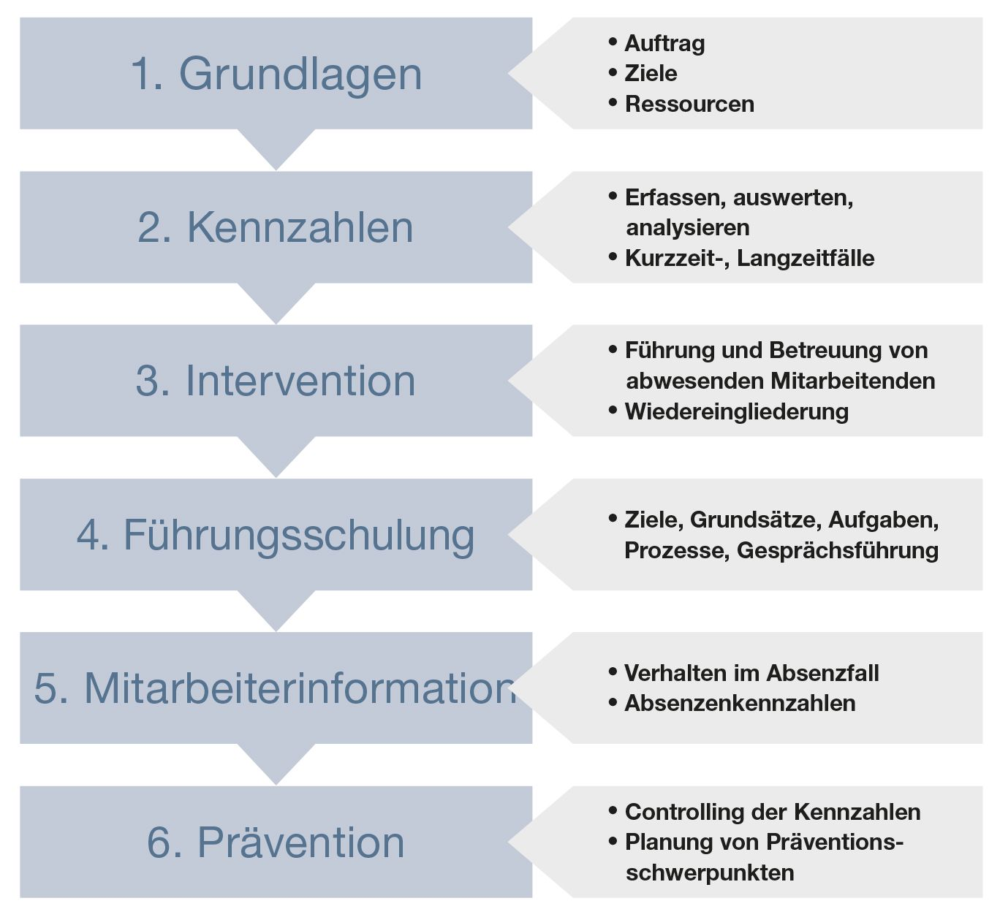 1. Grundlagen
• Auftrag
• Ziele
• Ressourcen
2. Kennzahlen
• Erfassen, auswerten,
analysieren
• Kurzzeit-, Langzeitfälle
3. Intervention
• Führung und Betreuung von
abwesenden Mitarbeitenden
• Wiedereingliederung
4. Führungsschulung
• Ziele, Grundsätze, Aufgaben,
Prozesse, Gesprächsführung
5. Mitarbeiterinformation
• Verhalten im Absenzfall
• Absenzenkennzahlen
6. Prävention
• Controlling der Kennzahlen
• Planung von Präventions-
schwerpunkten